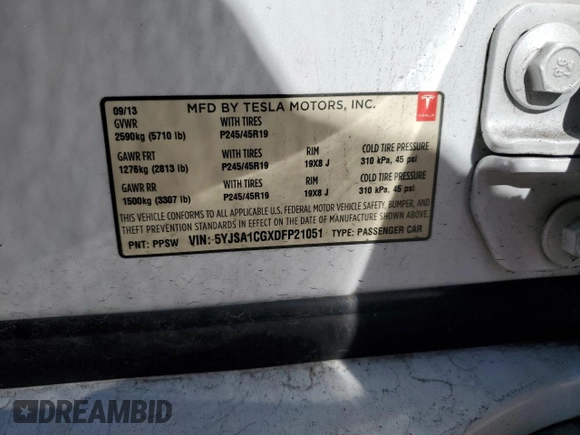 09/13 MFD BY TESLA MOTORS, INC.
GVWR WITH TIRES
2590kg (5710 lb) P245/45R19
GAWR FRT WITH TIRES RIM COLD TIRE PRESSURE
1276kg (2813 lb) P245/45R19 19X8 J 310 kPa, 45 psi
GAWR RR WITH TIRES RIM COLD TIRE PRESSURE
1500kg (3307 lb) P245/45R19 19X8 J 310 kPa, 45 psi
THIS VEHICLE CONFORMS TO ALL APPLICABLE U.S. FEDERAL MOTOR VEHICLE SAFETY, BUMPER, AND
THEFT PREVENTION STANDARDS IN EFFECT ON THE DATE OF MANUFACTURE SHOWN ABOVE.
PNT: PPSW VIN: 5YJSA1CGXDFP21051 TYPE: PASSENGER CAR
TESLA
9.8
DREAMBID